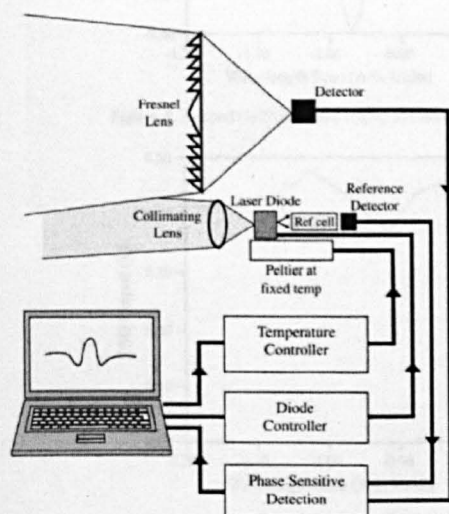 Detector
Fresnel
Lens
Laser Diode
Reference
Detector
Collimating
Lens
Ref cell
Peltier at
fixed temp
Temperature
Controller
Diode
Controller
Phase Sensitive
Detection